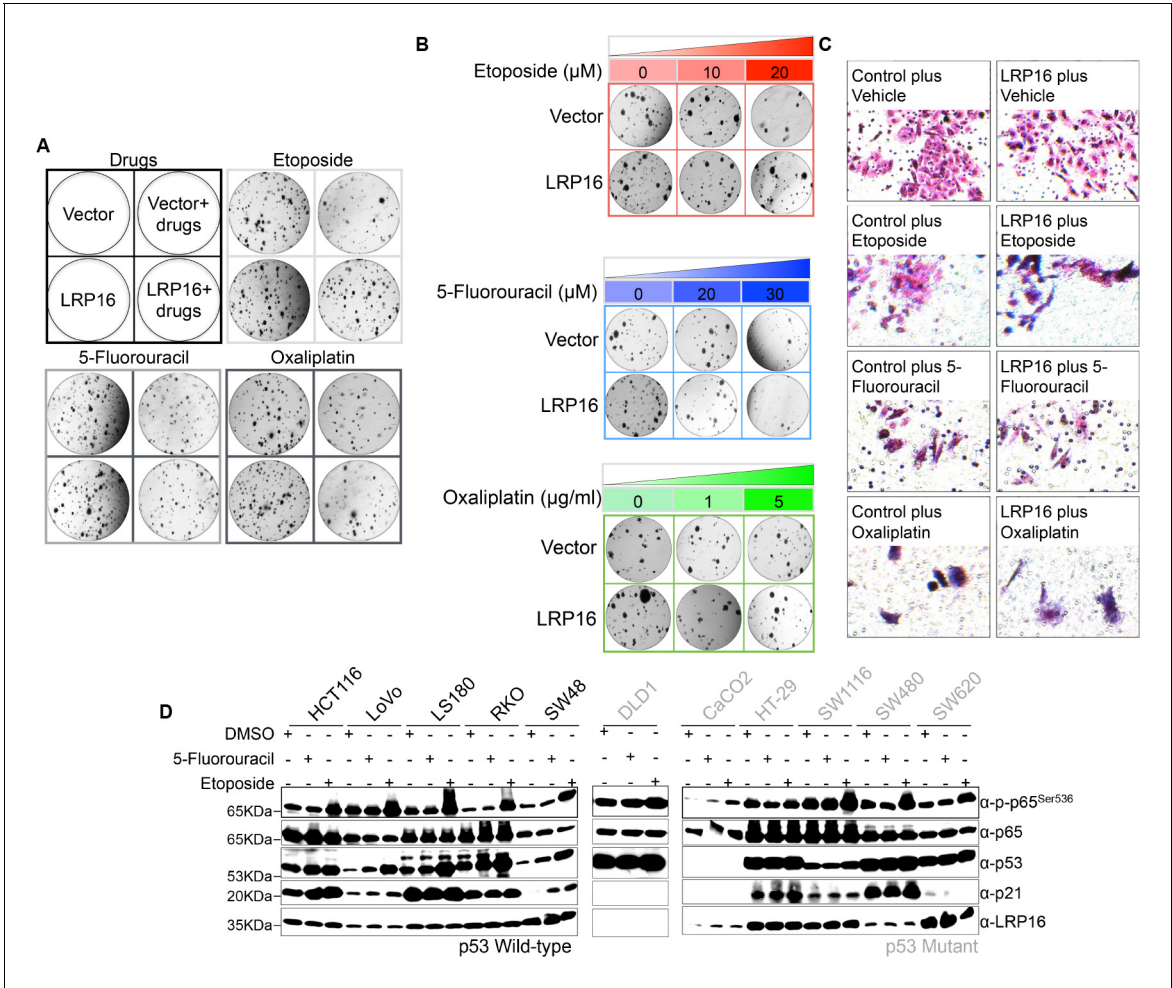 A
Drugs
Etoposide
Vector
Vector+
drugs
LRP16
LRP16+
drugs
5-Fluorouracil
Oxaliplatin
B
Etoposide (µM)
0
10
20
Vector
LRP16
5-Fluorouracil (µM)
0
20
30
Vector
LRP16
Oxaliplatin (µg/ml)
0
1
5
Vector
LRP16
C
Control plus
Vehicle
LRP16 plus
Vehicle
Control plus
Etoposide
LRP16 plus
Etoposide
Control plus 5-
Fluorouracil
LRP16 plus 5-
Fluorouracil
Control plus
Oxaliplatin
LRP16 plus
Oxaliplatin
D
HCT116
LoVo
LS180
RKO
SW48
DLD1
CaCO2
HT-29
SW1116
SW480
SW620
DMSO + - - + - - + - - + - - + - - + - - + - - + - - + - - + - - + - -
5-Fluorouracil - + - - + - - + - - + - - + - - + - - + - - + - - + - - + - - + -
Etoposide - - + - - + - - + - - + - - + - - + - - + - - + - - + - - + - - +
65KDa
α-p-p65Ser536
65KDa
α-p65
53KDa
α-p53
20KDa
α-p21
35KDa
α-LRP16
p53 Wild-type
p53 Mutant